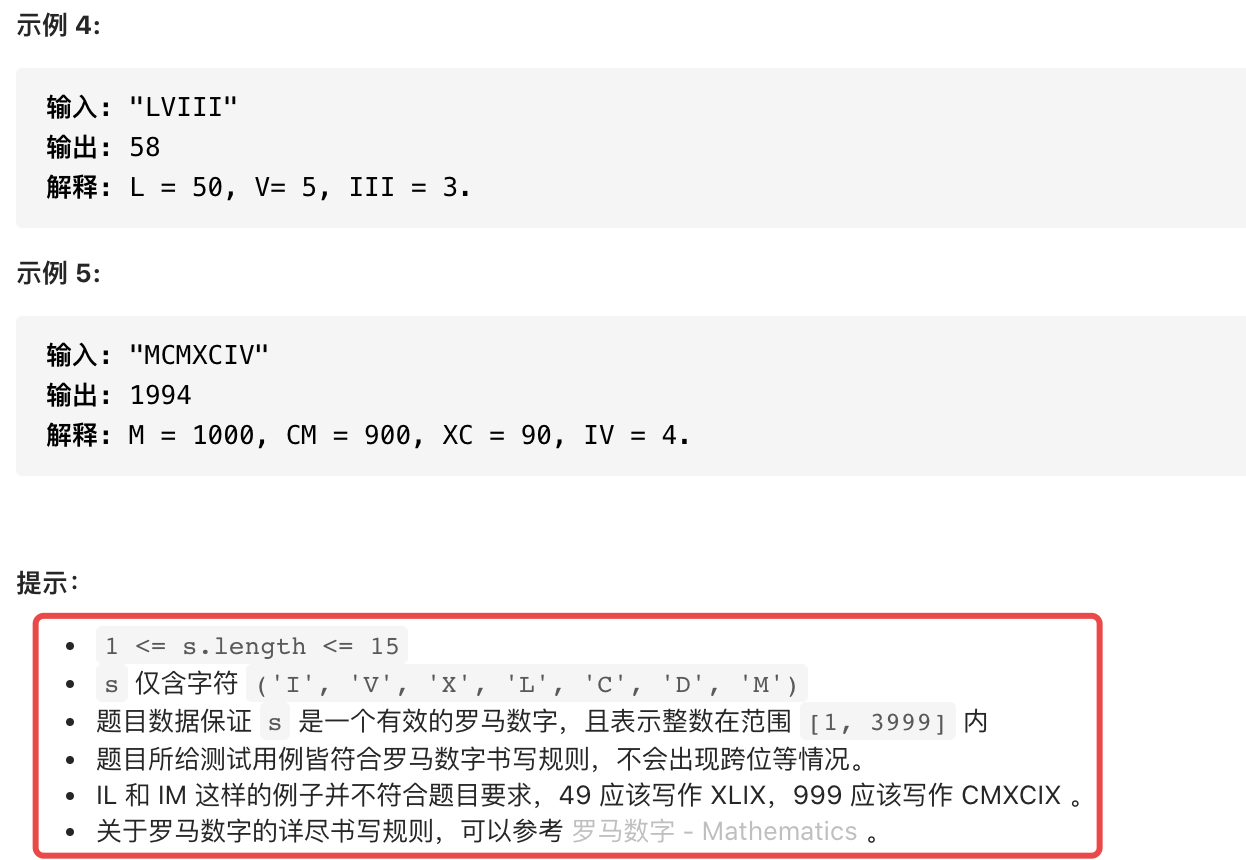 示例 4:
输入: "LVIII"
输出: 58
解释: L = 50, V= 5, III = 3.
示例 5:
输入: "MCMXCIV"
输出: 1994
解释: M = 1000, CM = 900, XC = 90, IV = 4.
提示：
• 1 <= s.length <= 15
• s 仅含字符 ('I', 'V', 'X', 'L', 'C', 'D', 'M')
• 题目数据保证 s 是一个有效的罗马数字，且表示整数在范围 [1, 3999] 内
• 题目所给测试用例皆符合罗马数字书写规则，不会出现跨位等情况。
• IL 和 IM 这样的例子并不符合题目要求，49 应该写作 XLIX，999 应该写作 CMXCIX 。
• 关于罗马数字的详尽书写规则，可以参考 罗马数字 - Mathematics 。